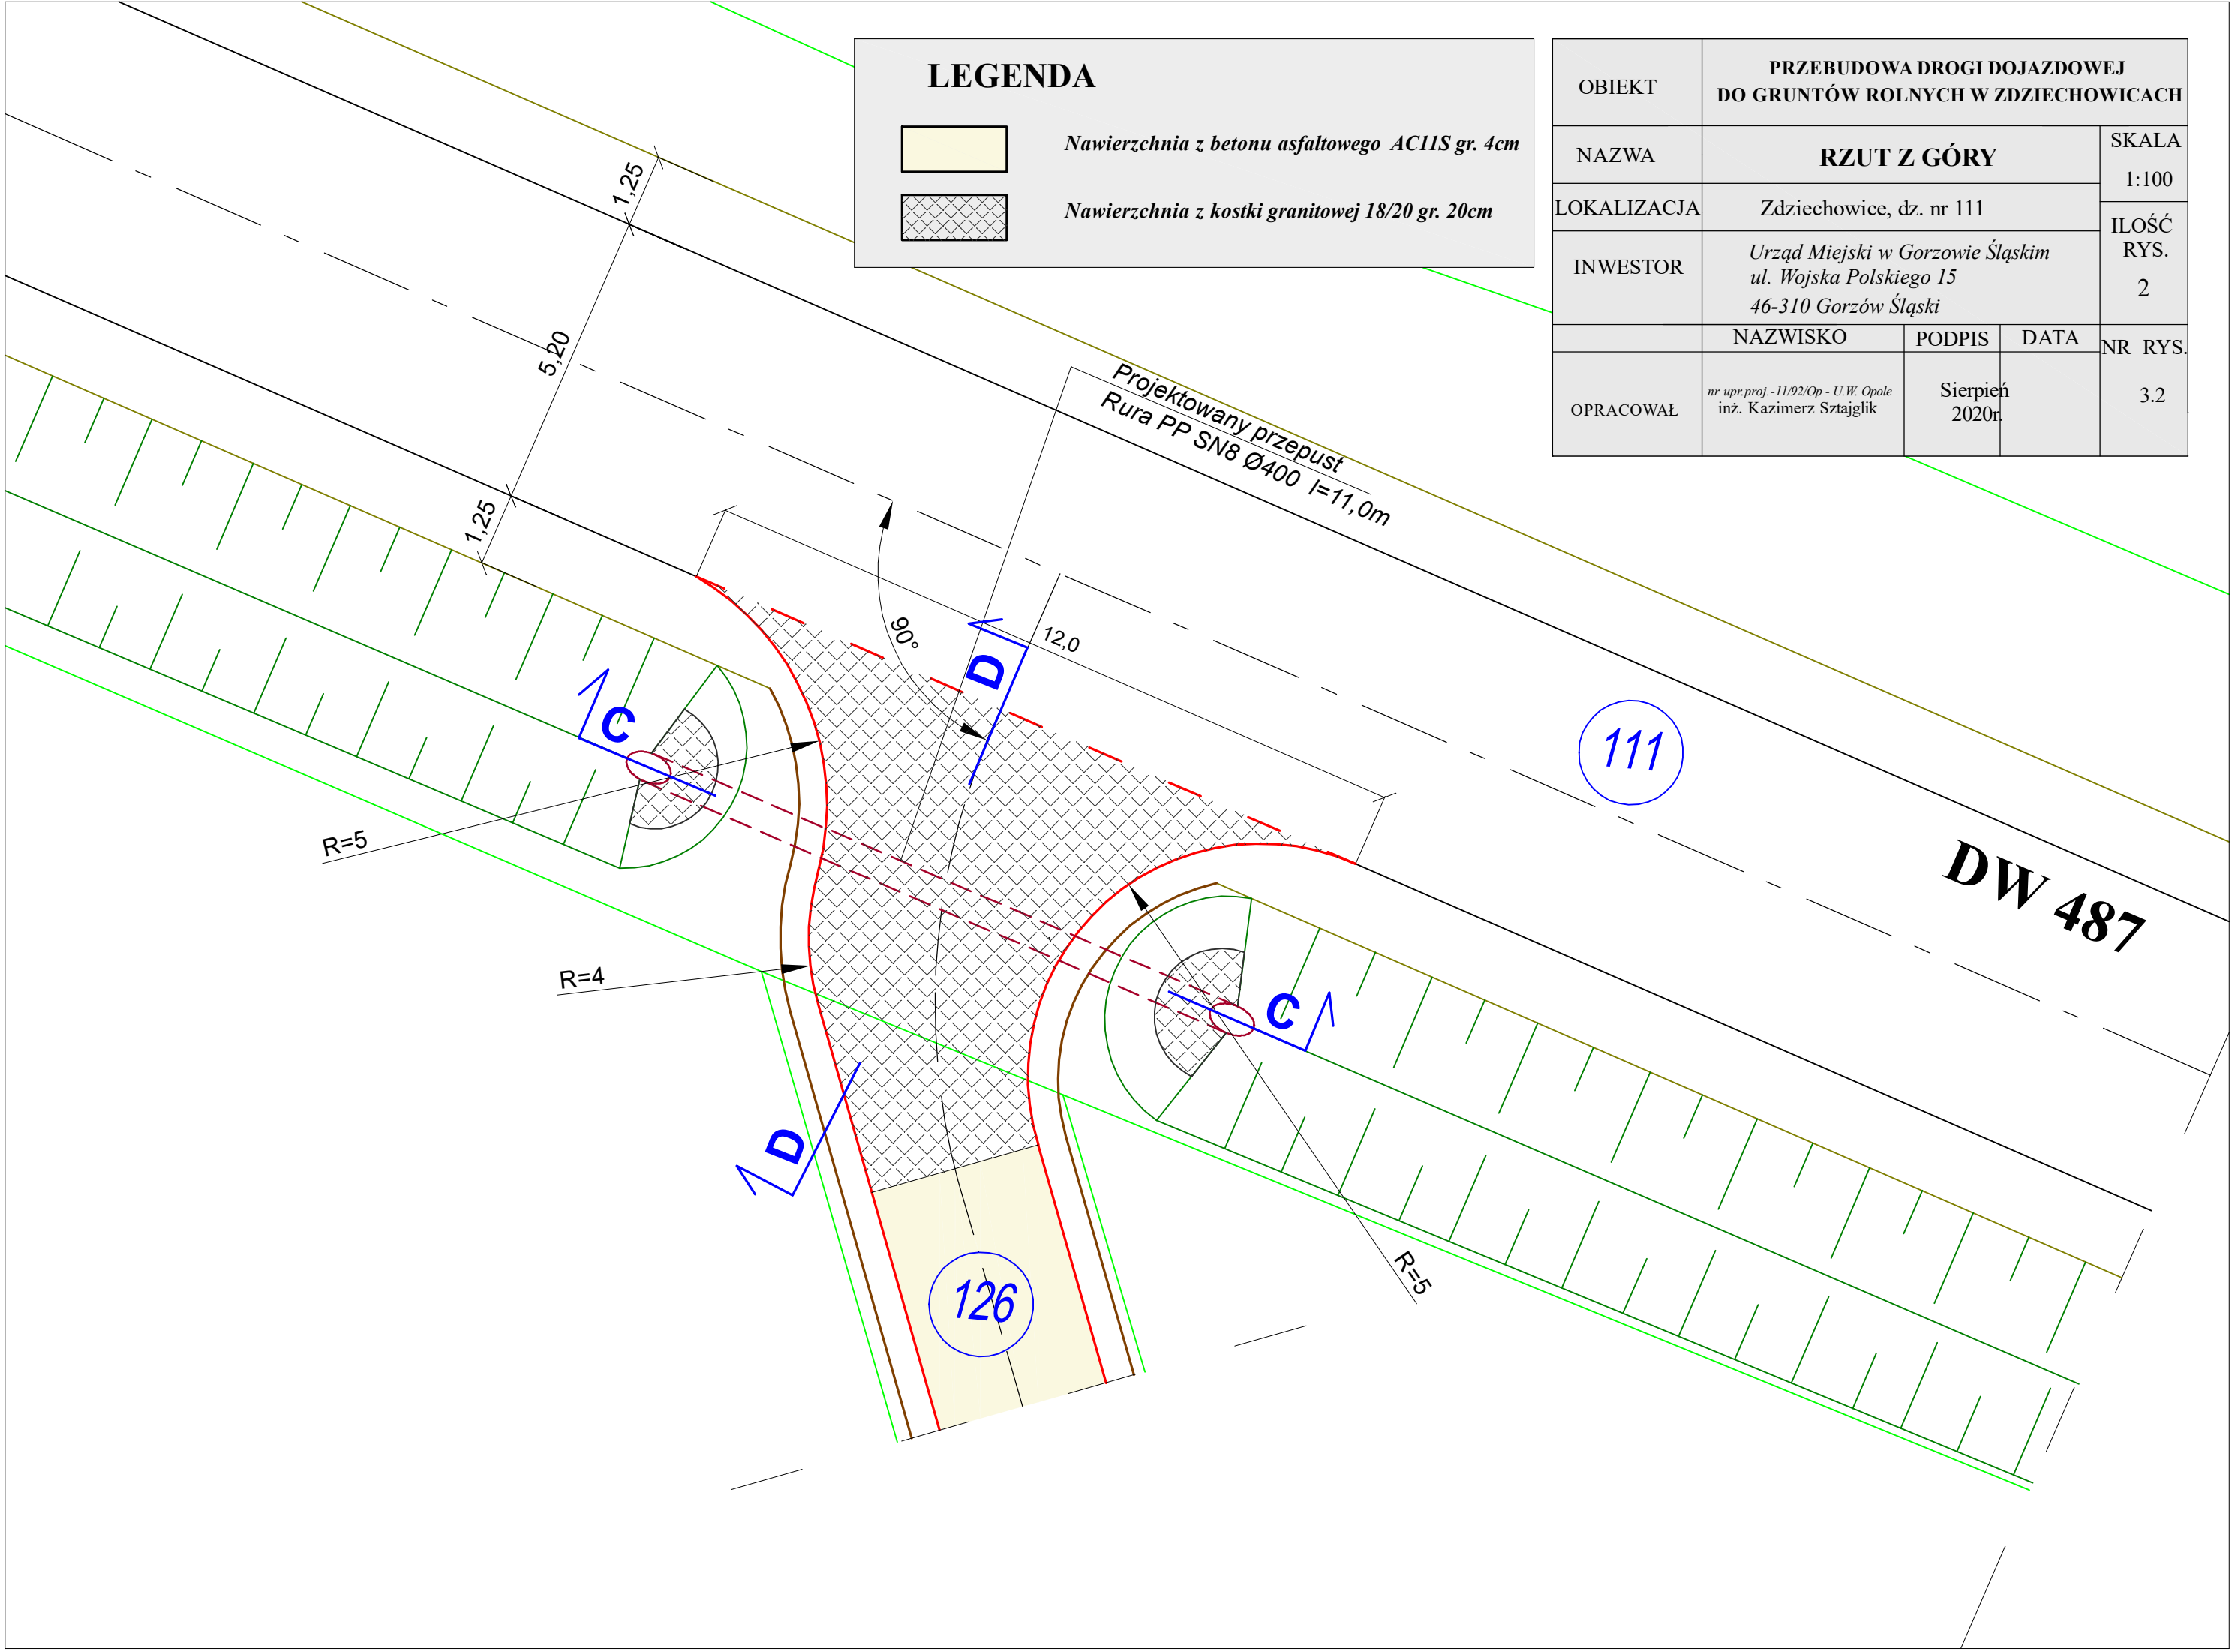 LEGENDA
Nawierzchnia z betonu asfaltowego AC11S gr. 4cm
Nawierzchnia z kostki granitowej 18/20 gr. 20cm
OBIEKT
PRZEBUDOWA DROGI DOJAZDOWEJ
DO GRUNTÓW ROLNYCH W ZDZIECHOWICACH
NAZWA
RZUT Z GÓRY
SKALA
1:100
LOKALIZACJA
Zdziechowice, dz. nr 111
ILOŚĆ
RYS.
2
INWESTOR
Urząd Miejski w Gorzowie Śląskim
ul. Wojska Polskiego 15
46-310 Gorzów Śląski
NAZWISKO
PODPIS
DATA
NR RYS.
3.2
OPRACOWAŁ
nr upr.proj.-11/92/Op - U.W. Opole
inż. Kazimerz Sztajglik
Sierpień
2020r.
1,25
5,20
1,25
Projektowany przepust
Rura PP SN8 Ø400 l=11,0m
90°
12,0
D
C
111
R=5
DW 487
R=4
C
D
R=5
126